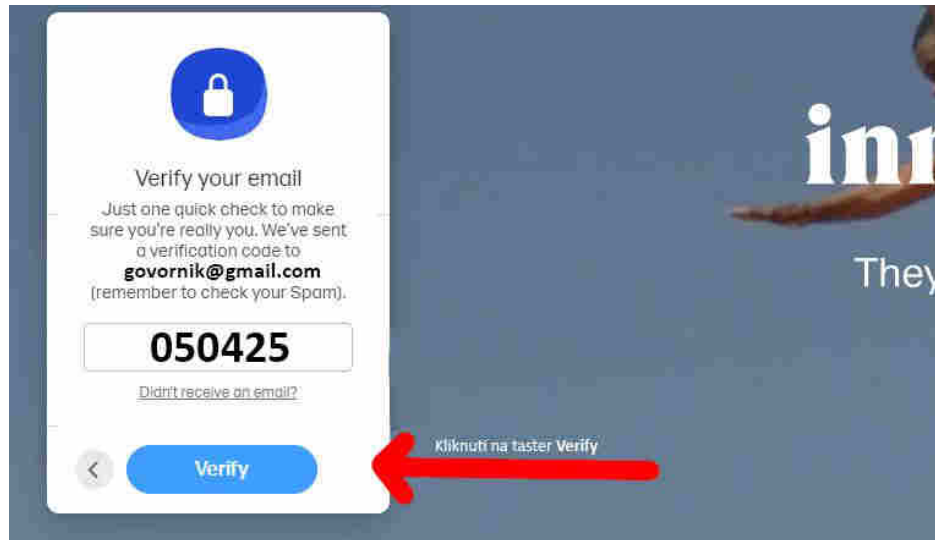 Verify your email
Just one quick check to make
sure you're really you. We've sent
a verification code to
govornik@gmail.com
(remember to check your Spam).
050425
Didn't receive an email?
Verify
Kliknuti na taster Verify
They